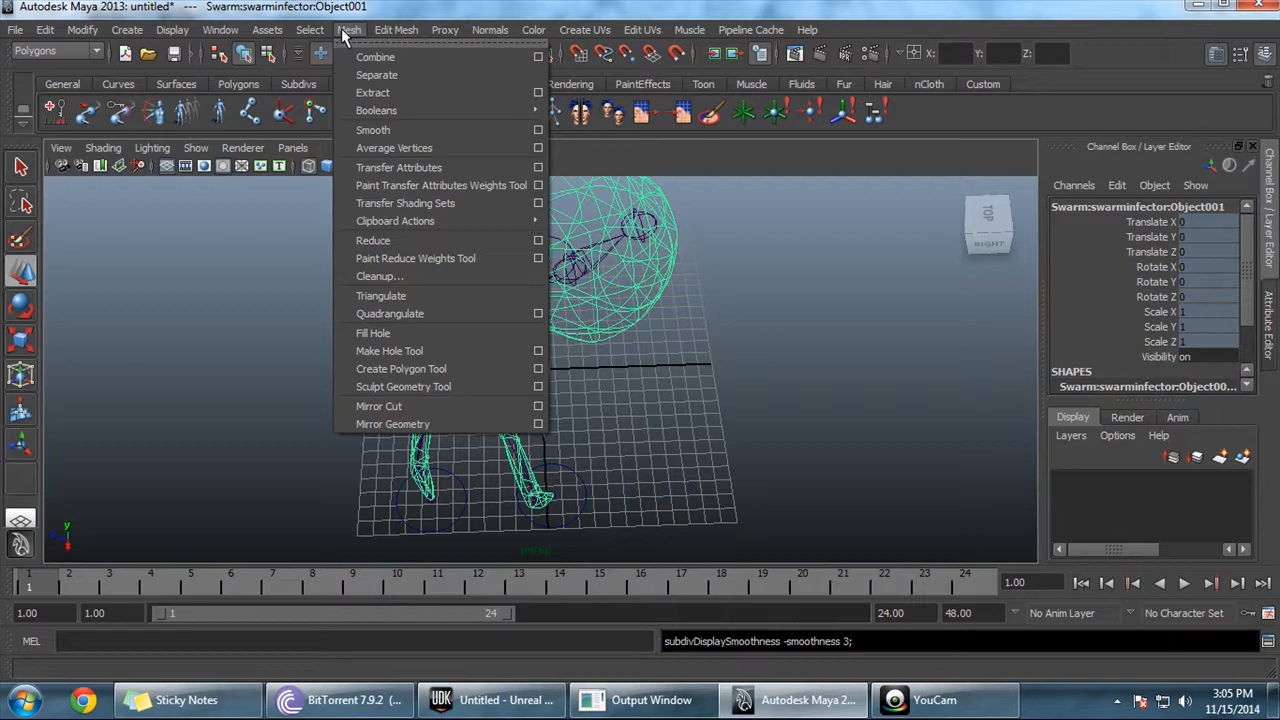 Autodesk Maya 2013: untitled*   ---   Swarm:swarminfector:Object001
File Edit Modify Create Display Window Assets Select Mesh Edit Mesh Proxy Normals Color Create UVs Edit UVs Muscle Pipeline Cache Help
Polygons
X: Y: Z:
General Curves Surfaces Polygons Subdivs Rendering PaintEffects Toon Muscle Fluids Fur Hair nCloth Custom
View Shading Lighting Show Renderer Panels
Combine
Separate
Extract
Booleans
Smooth
Average Vertices
Transfer Attributes
Paint Transfer Attributes Weights Tool
Transfer Shading Sets
Clipboard Actions
Reduce
Paint Reduce Weights Tool
Cleanup...
Triangulate
Quadrangulate
Fill Hole
Make Hole Tool
Create Polygon Tool
Sculpt Geometry Tool
Mirror Cut
Mirror Geometry
TOP
RIGHT
y
persp
Channel Box / Layer Editor
Channels Edit Object Show
Swarm:swarminfector:Object001
Translate X 0
Translate Y 0
Translate Z 0
Rotate X 0
Rotate Y 0
Rotate Z 0
Scale X 1
Scale Y 1
Scale Z 1
Visibility on
SHAPES
Swarm:swarminfector:Object00...
Display Render Anim
Layers Options Help
Channel Box / Layer Editor
Attribute Editor
1 2 3 4 5 6 7 8 9 10 11 12 13 14 15 16 17 18 19 20 21 22 23 24
1
1.00
1.00 1.00 1 24 24.00 48.00 No Anim Layer No Character Set
MEL subdivDisplaySmoothness -smoothness 3;
Sticky Notes BitTorrent 7.9.2 (... UDK Untitled - Unreal ... Output Window Autodesk Maya 2... YouCam
3:05 PM
11/15/2014